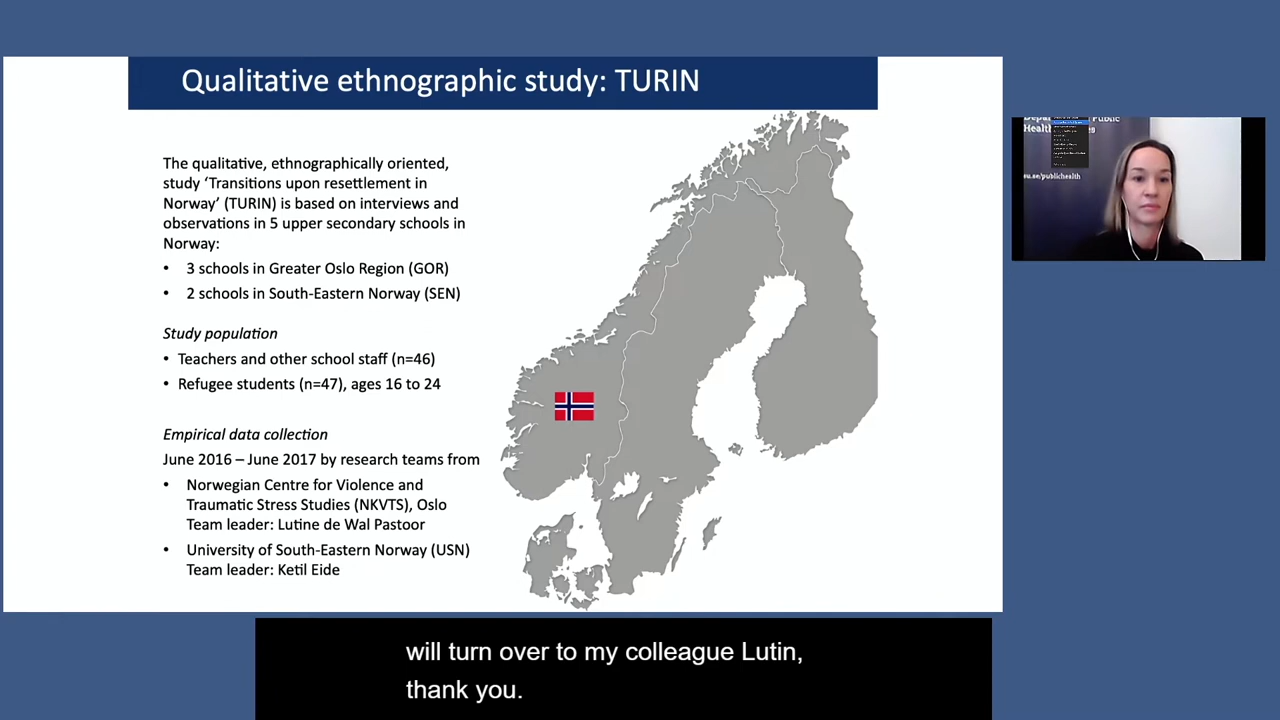 Qualitative ethnographic study: TURIN
The qualitative, ethnographically oriented,
study ‘Transitions upon resettlement in
Norway’ (TURIN) is based on interviews and
observations in 5 upper secondary schools in
Norway:
• 3 schools in Greater Oslo Region (GOR)
• 2 schools in South-Eastern Norway (SEN)
Study population
• Teachers and other school staff (n=46)
• Refugee students (n=47), ages 16 to 24
Empirical data collection
June 2016 – June 2017 by research teams from
• Norwegian Centre for Violence and
Traumatic Stress Studies (NKVTS), Oslo
Team leader: Lutine de Wal Pastoor
• University of South-Eastern Norway (USN)
Team leader: Ketil Eide
Public
Health
su.se/publichealth
will turn over to my colleague Lutin,
thank you.